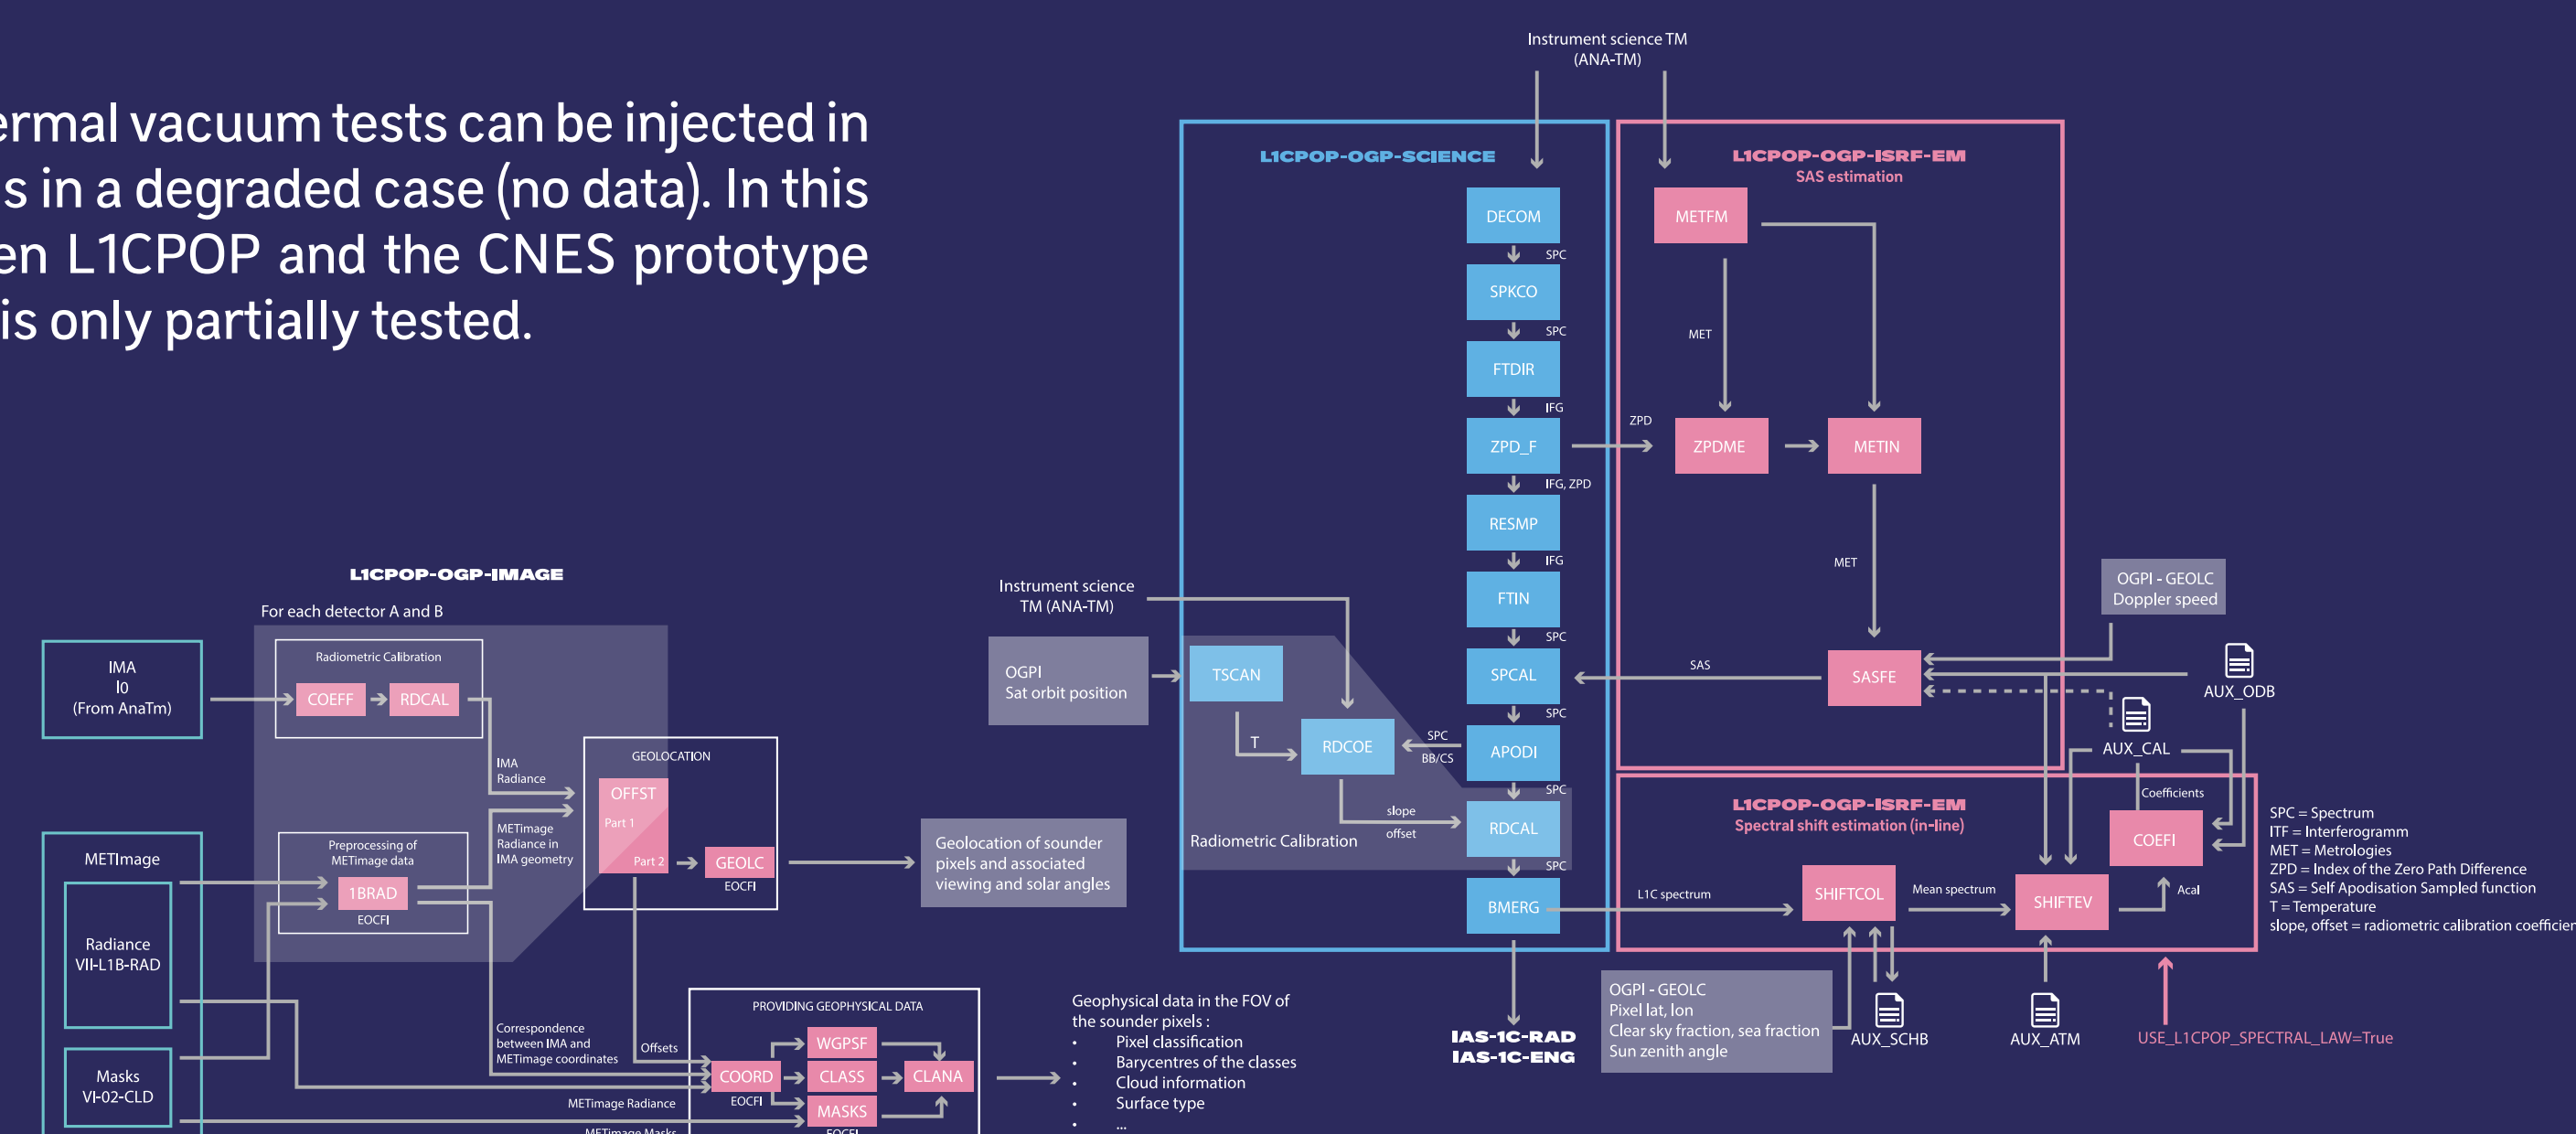 ermal vacuum tests can be injected in
s in a degraded case (no data). In this
en L1CPOP and the CNES prototype
is only partially tested.
L1CPOP-OGP-IMAGE
For each detector A and B
IMA
I0
(From AnaTm)
Radiometric Calibration
COEFF
RDCAL
IMA
Radiance
METimage
Radiance in
IMA geometry
METImage
Radiance
VII-L1B-RAD
Masks
VI-02-CLD
Preprocessing of
METimage data
1BRAD
EOCFI
GEOLOCATION
OFFST
Part 1
Part 2
GEOLC
EOCFI
Geolocation of sounder
pixels and associated
viewing and solar angles
Correspondence
between IMA and
METimage coordinates
Offsets
METimage Radiance
METimage Masks
PROVIDING GEOPHYSICAL DATA
COORD
EOCFI
WGPSF
CLASS
MASKS
EOCFI
CLANA
Geophysical data in the FOV of
the sounder pixels :
• Pixel classification
• Barycentres of the classes
• Cloud information
• Surface type
• ...
Instrument science TM
(ANA-TM)
L1CPOP-OGP-SCIENCE
DECOM
SPC
SPKCO
SPC
FTDIR
IFG
ZPD_F
IFG, ZPD
RESMP
IFG
FTIN
SPC
SPCAL
SPC
APODI
SPC
RDCAL
SPC
BMERG
Instrument science
TM (ANA-TM)
OGPI
Sat orbit position
TSCAN
T
RDCOE
SPC
BB/CS
slope
offset
Radiometric Calibration
IAS-1C-RAD
IAS-1C-ENG
L1CPOP-OGP-ISRF-EM
SAS estimation
METFM
MET
ZPD
ZPDME
METIN
MET
SAS
SASFE
OGPI - GEOLC
Doppler speed
AUX_ODB
AUX_CAL
L1CPOP-OGP-ISRF-EM
Spectral shift estimation (in-line)
Coefficients
COEFI
Acal
L1C spectrum
SHIFTCOL
Mean spectrum
SHIFTEV
OGPI - GEOLC
Pixel lat, lon
Clear sky fraction, sea fraction
Sun zenith angle
AUX_SCHB
AUX_ATM
USE_L1CPOP_SPECTRAL_LAW=True
SPC = Spectrum
ITF = Interferogramm
MET = Metrologies
ZPD = Index of the Zero Path Difference
SAS = Self Apodisation Sampled function
T = Temperature
slope, offset = radiometric calibration coefficien